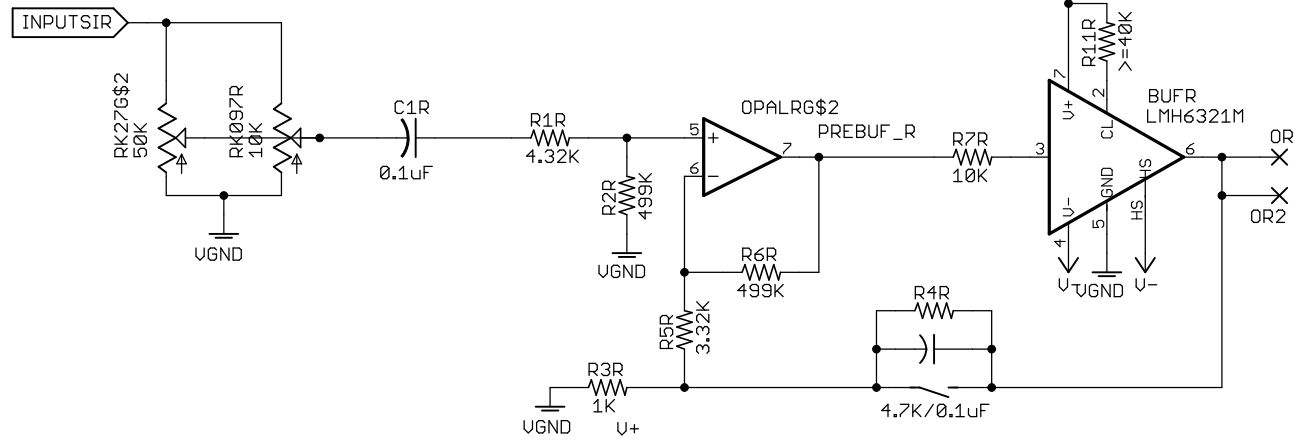 INPUTSIR
RK27G$2
50K
RK097R
10K
VGND
C1R
0.1uF
R1R
4.32K
R2R
499K
VGND
OPALRG$2
5
+
6
-
7
PREBUF_R
R6R
499K
R5R
3.32K
R3R
1K
VGND
V+
R7R
10K
R4R
4.7K/0.1uF
R11R
>=40K
BUFR
LMH6321M
7
V+
2
CL
3
6
V-
4
GND
5
HS
HS
V-
VGND
V-
OR
OR2